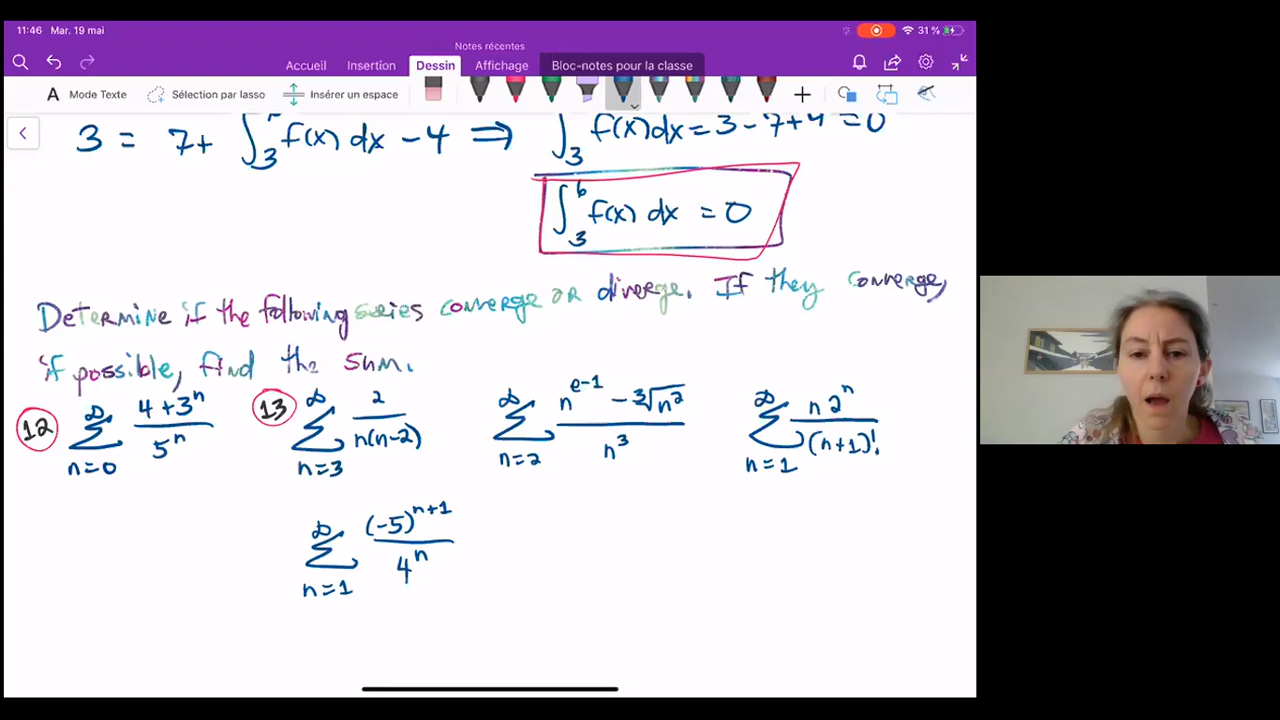 11:46 Mar. 19 mai
31 %
Notes récentes
Accueil Insertion Dessin Affichage Bloc-notes pour la classe
A Mode Texte Sélection par lasso Insérer un espace
3 = 7+ ∫_3 f(x) dx - 4 ⟹ ∫_3 f(x)dx = 3-7+4 = 0
∫_3^6 f(x) dx = 0
Determine if the following series converge or diverge. If they converge,
if possible, find the sum.
12 ∑_{n=0}^∞ (4+3^n)/5^n 13 ∑_{n=3}^∞ 2/(n(n-2)) ∑_{n=2}^∞ (n^{e-1} - ∛(n^2))/n^3 ∑_{n=1}^∞ (n2^n)/(n+1)!
∑_{n=1}^∞ (-5)^{n+1}/4^n